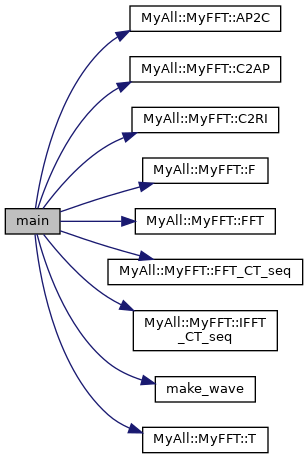 MyAll::MyFFT::AP2C
MyAll::MyFFT::C2AP
MyAll::MyFFT::C2RI
MyAll::MyFFT::F
main
MyAll::MyFFT::FFT
MyAll::MyFFT::FFT_CT_seq
MyAll::MyFFT::IFFT
_CT_seq
make_wave
MyAll::MyFFT::T